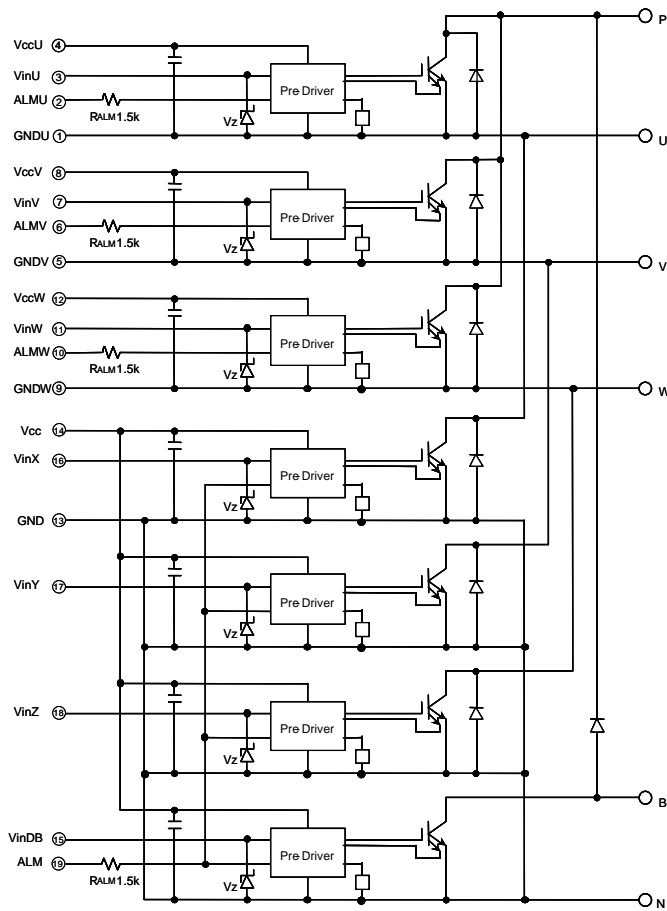 P
VccU 4
VinU 3
Pre Driver
ALMU 2
RALM1.5k
Vz
GNDU 1
U
VccV 8
VinV 7
Pre Driver
ALMV 6
RALM1.5k
Vz
GNDV 5
V
VccW 12
VinW 11
Pre Driver
ALMW 10
RALM1.5k
Vz
GNDW 9
W
Vcc 14
VinX 16
Pre Driver
Vz
GND 13
VinY 17
Pre Driver
Vz
VinZ 18
Pre Driver
Vz
B
VinDB 15
Pre Driver
ALM 19
RALM1.5k
Vz
N